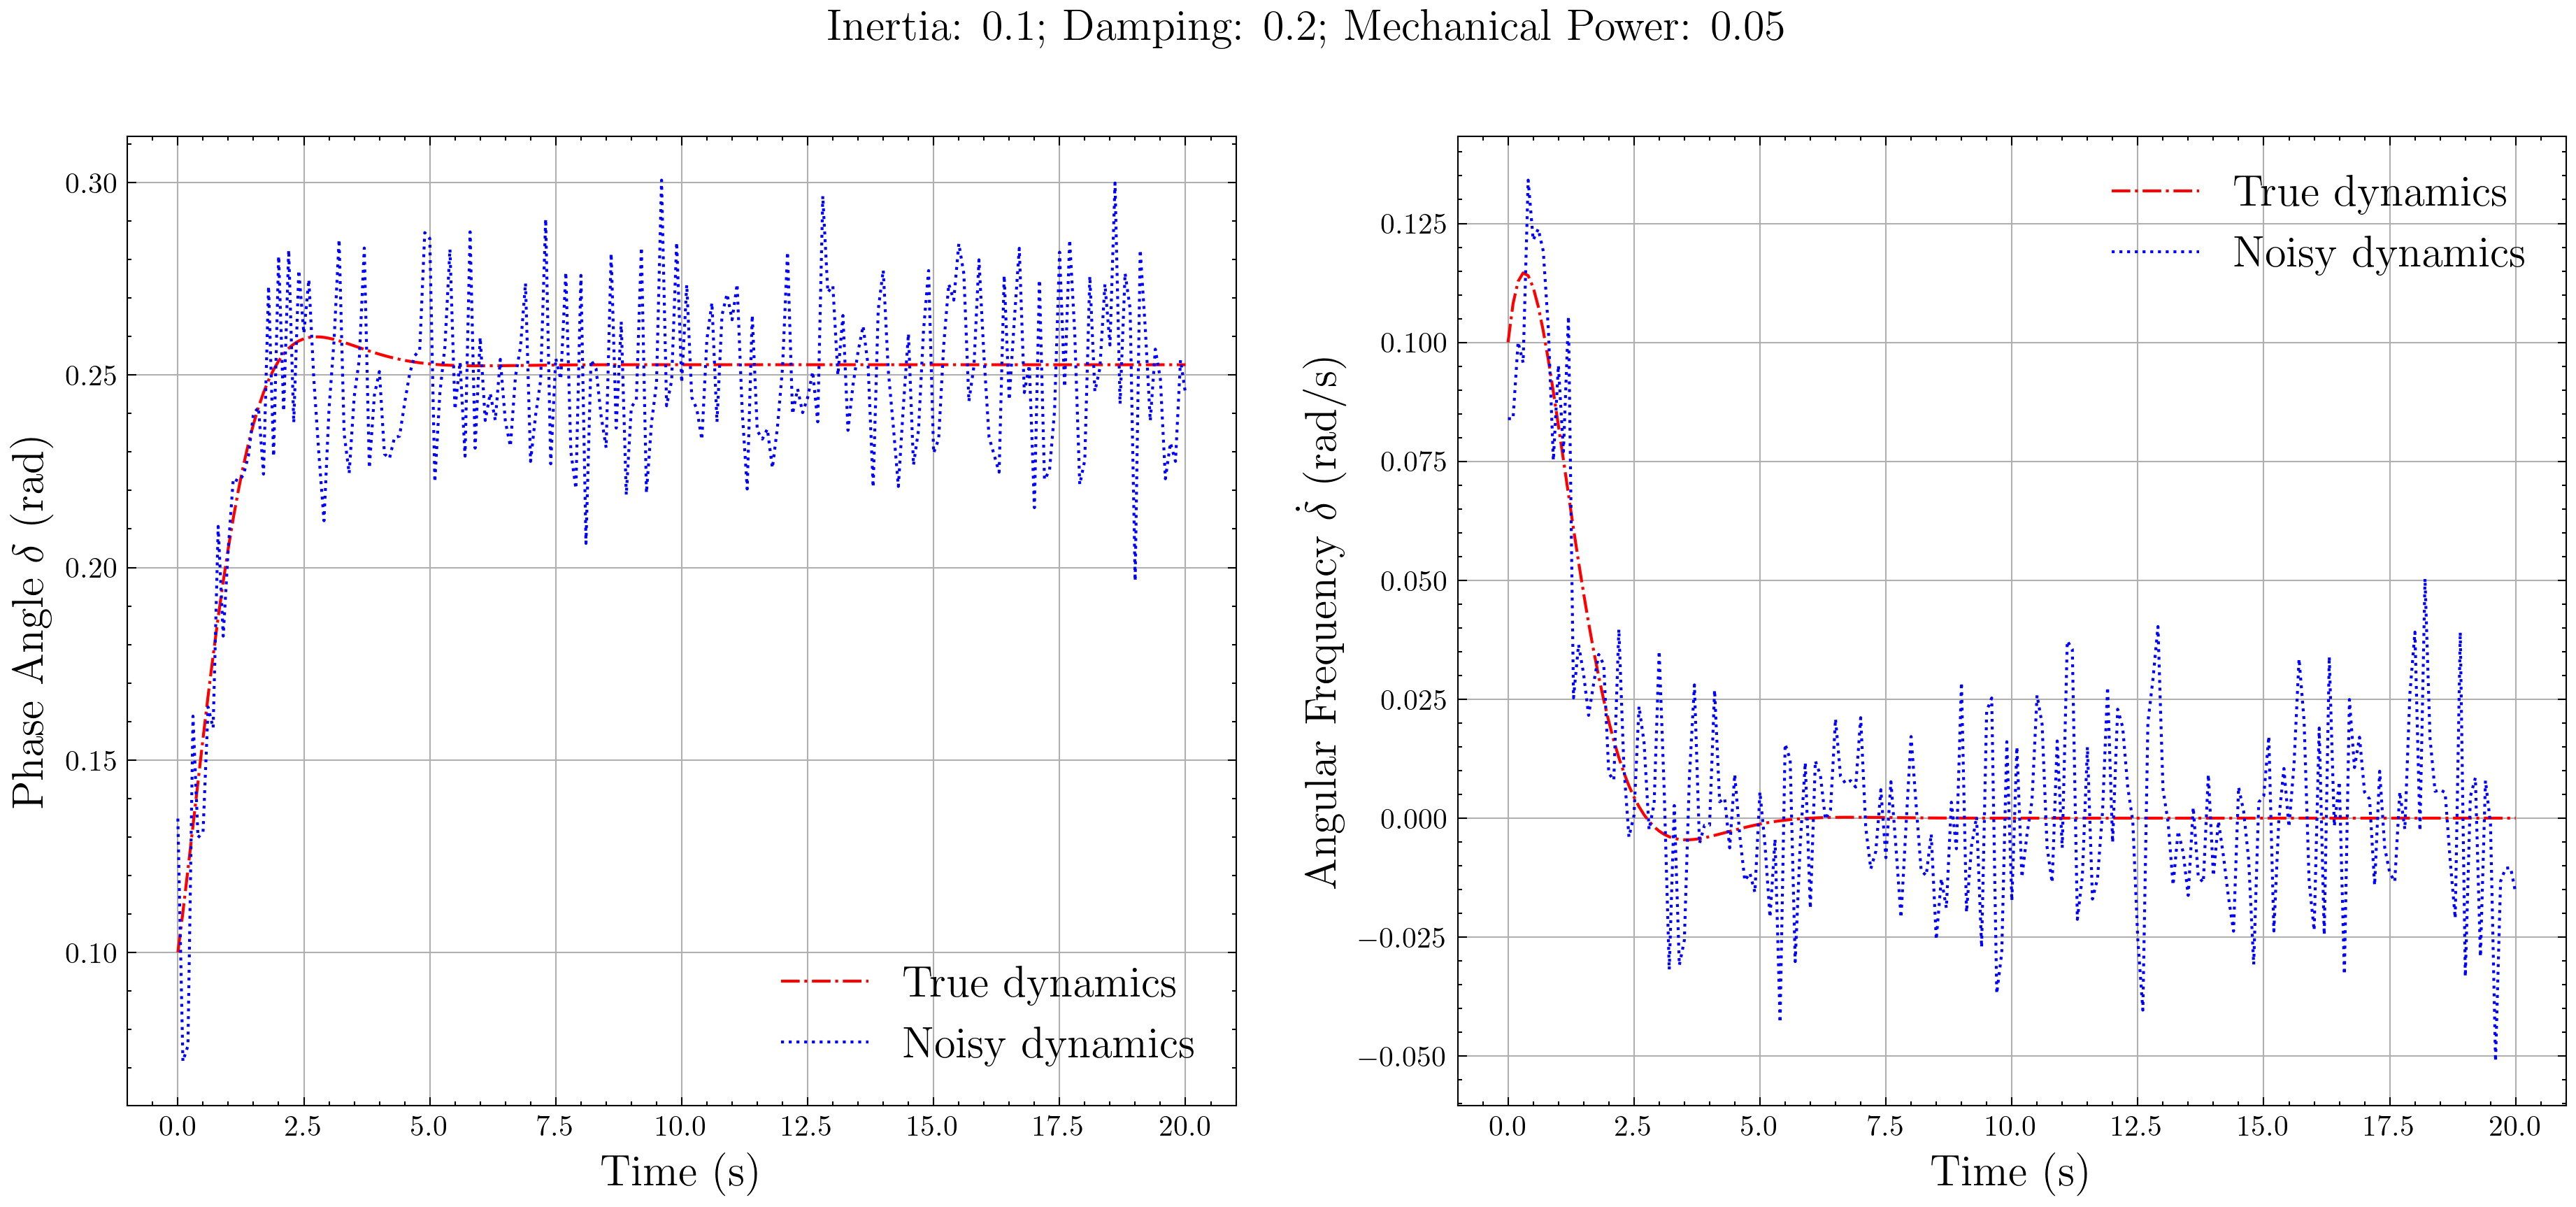 Inertia: 0.1; Damping: 0.2; Mechanical Power: 0.05
Phase Angle δ (rad)
0.30
0.25
0.20
0.15
0.10
True dynamics
Noisy dynamics
0.0 2.5 5.0 7.5 10.0 12.5 15.0 17.5 20.0
Time (s)
Angular Frequency δ̇ (rad/s)
0.125
0.100
0.075
0.050
0.025
0.000
−0.025
−0.050
True dynamics
Noisy dynamics
0.0 2.5 5.0 7.5 10.0 12.5 15.0 17.5 20.0
Time (s)